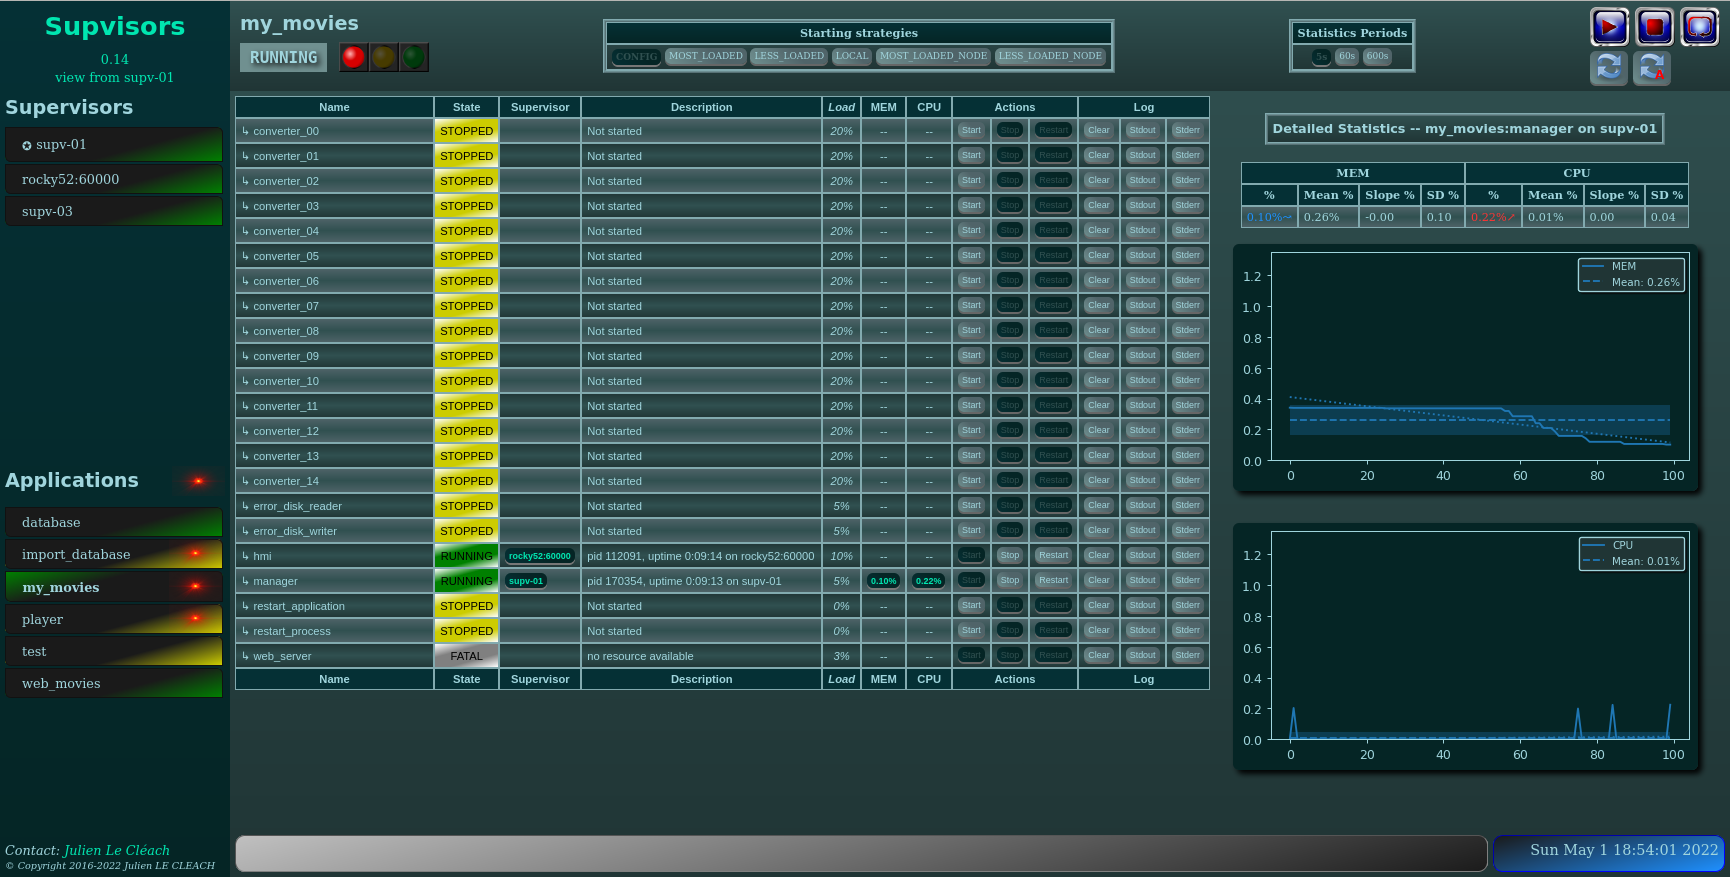 Supvisors
0.14
view from supv-01
Supervisors
✪ supv-01
rocky52:60000
supv-03
Applications
database
import_database
my_movies
player
test
web_movies
Contact: Julien Le Cléach
© Copyright 2016-2022 Julien LE CLEACH
my_movies
RUNNING
Starting strategies
CONFIG MOST_LOADED LESS_LOADED LOCAL MOST_LOADED_NODE LESS_LOADED_NODE
Statistics Periods
5s 60s 600s
A
Name State Supervisor Description Load MEM CPU Actions Log
↳ converter_00 STOPPED Not started 20% -- -- Start Stop Restart Clear Stdout Stderr
↳ converter_01 STOPPED Not started 20% -- -- Start Stop Restart Clear Stdout Stderr
↳ converter_02 STOPPED Not started 20% -- -- Start Stop Restart Clear Stdout Stderr
↳ converter_03 STOPPED Not started 20% -- -- Start Stop Restart Clear Stdout Stderr
↳ converter_04 STOPPED Not started 20% -- -- Start Stop Restart Clear Stdout Stderr
↳ converter_05 STOPPED Not started 20% -- -- Start Stop Restart Clear Stdout Stderr
↳ converter_06 STOPPED Not started 20% -- -- Start Stop Restart Clear Stdout Stderr
↳ converter_07 STOPPED Not started 20% -- -- Start Stop Restart Clear Stdout Stderr
↳ converter_08 STOPPED Not started 20% -- -- Start Stop Restart Clear Stdout Stderr
↳ converter_09 STOPPED Not started 20% -- -- Start Stop Restart Clear Stdout Stderr
↳ converter_10 STOPPED Not started 20% -- -- Start Stop Restart Clear Stdout Stderr
↳ converter_11 STOPPED Not started 20% -- -- Start Stop Restart Clear Stdout Stderr
↳ converter_12 STOPPED Not started 20% -- -- Start Stop Restart Clear Stdout Stderr
↳ converter_13 STOPPED Not started 20% -- -- Start Stop Restart Clear Stdout Stderr
↳ converter_14 STOPPED Not started 20% -- -- Start Stop Restart Clear Stdout Stderr
↳ error_disk_reader STOPPED Not started 5% -- -- Start Stop Restart Clear Stdout Stderr
↳ error_disk_writer STOPPED Not started 5% -- -- Start Stop Restart Clear Stdout Stderr
↳ hmi RUNNING rocky52:60000 pid 112091, uptime 0:09:14 on rocky52:60000 10% -- -- Start Stop Restart Clear Stdout Stderr
↳ manager RUNNING supv-01 pid 170354, uptime 0:09:13 on supv-01 5% 0.10% 0.22% Start Stop Restart Clear Stdout Stderr
↳ restart_application STOPPED Not started 0% -- -- Start Stop Restart Clear Stdout Stderr
↳ restart_process STOPPED Not started 0% -- -- Start Stop Restart Clear Stdout Stderr
↳ web_server FATAL no resource available 3% -- -- Start Stop Restart Clear Stdout Stderr
Name State Supervisor Description Load MEM CPU Actions Log
Detailed Statistics -- my_movies:manager on supv-01
MEM CPU
% Mean % Slope % SD % % Mean % Slope % SD %
0.10%~ 0.26% -0.00 0.10 0.22%↗ 0.01% 0.00 0.04
MEM
Mean: 0.26%
1.2
1.0
0.8
0.6
0.4
0.2
0.0
0 20 40 60 80 100
CPU
Mean: 0.01%
1.2
1.0
0.8
0.6
0.4
0.2
0.0
0 20 40 60 80 100
Sun May 1 18:54:01 2022